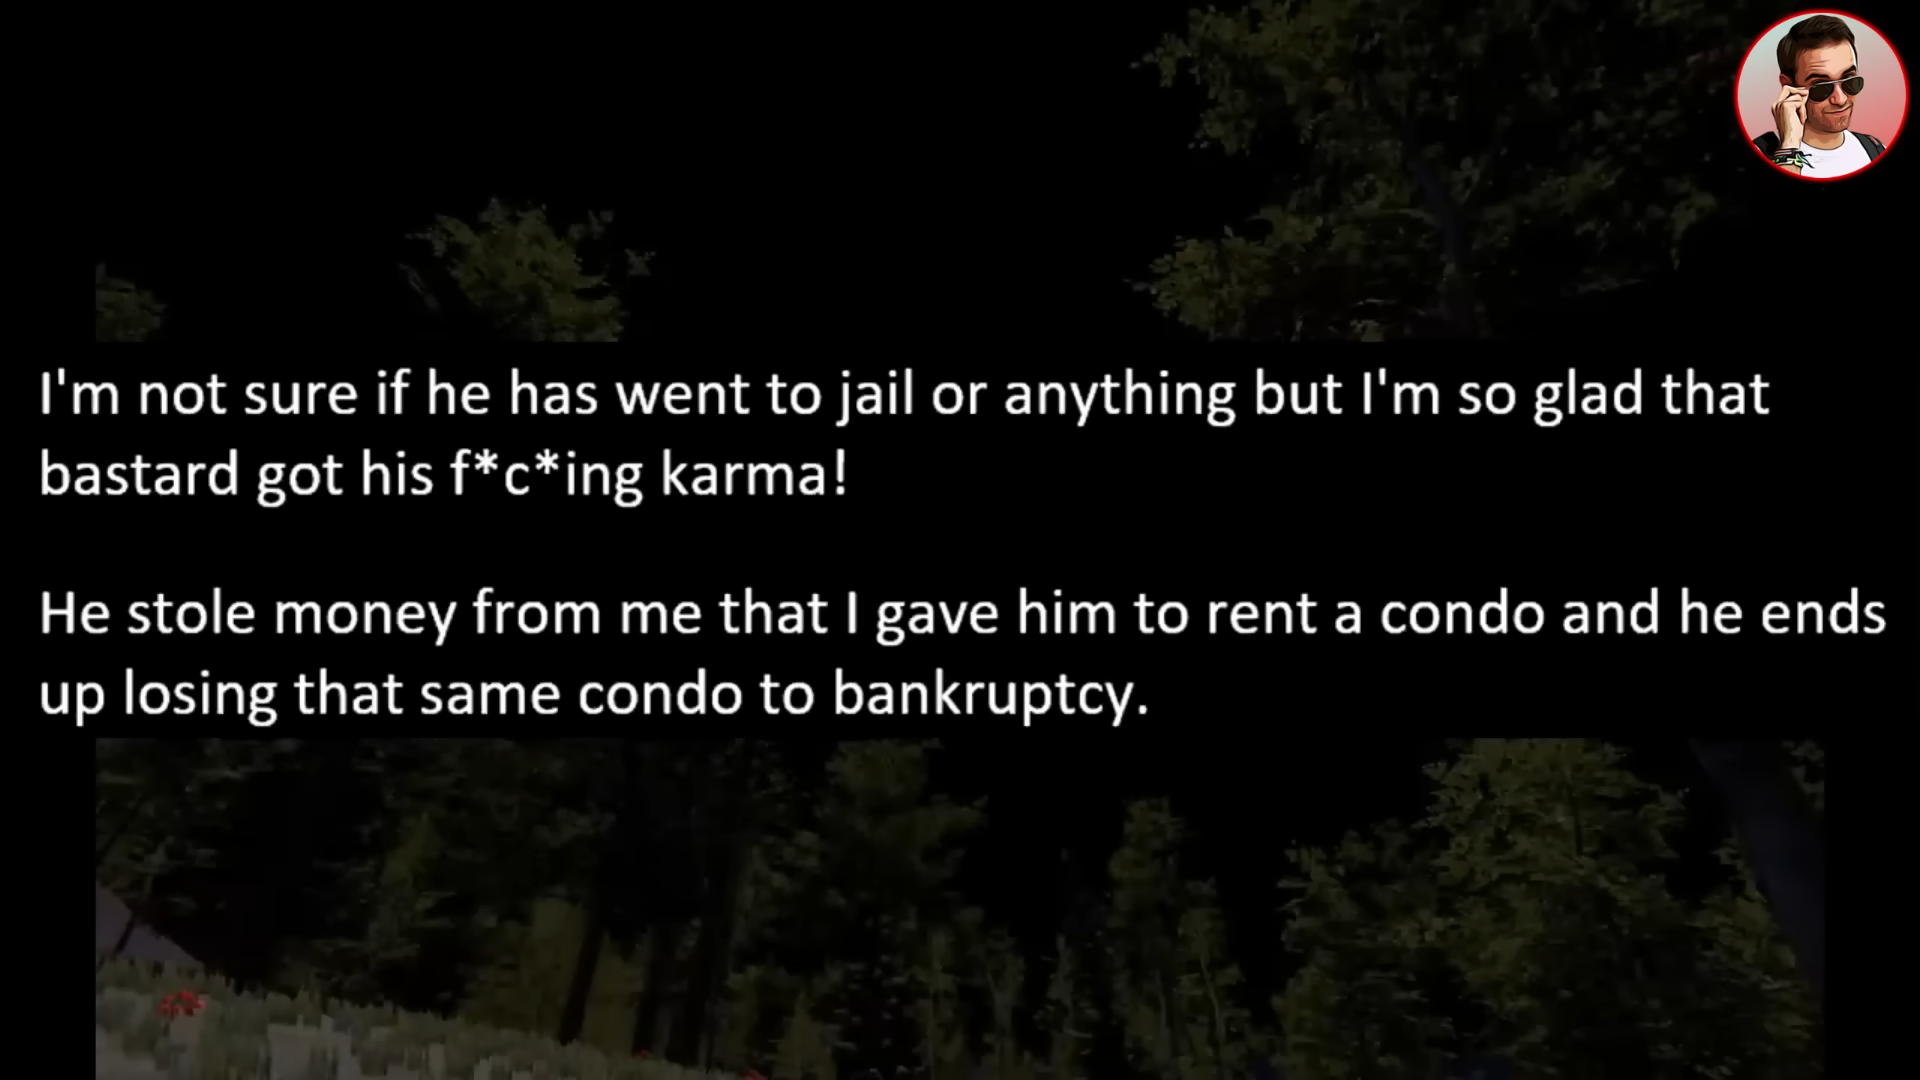 I'm not sure if he has went to jail or anything but I'm so glad that
bastard got his f*c*ing karma!
He stole money from me that I gave him to rent a condo and he ends
up losing that same condo to bankruptcy.